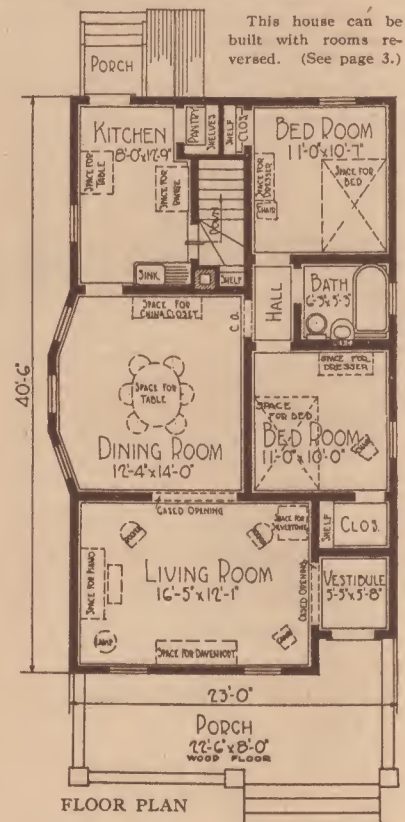 This house can be
built with rooms re-
versed. (See page 3.)
PORCH
KITCHEN
8'-0"x12'-9"
PANTRY
SHELVES
SHELF
CLOS.
BED ROOM
11'-0"x10'-7"
SPACE FOR
TABLE
SPACE FOR
RANGE
DOWN
SPACE FOR
DRESSER
CHAIR
SPACE FOR
BED
SINK
SHELF
HALL
BATH
6'-3"x5'-5"
SPACE FOR
CHINA CLOSET
C.O.
SPACE FOR
TABLE
DINING ROOM
12'-4"x14'-0"
SPACE FOR
DRESSER
SPACE
FOR BED
BED ROOM
11'-0"x10'-0"
CHAIR
40'-6"
CASED OPENING
SHELF
CLOS.
SPACE FOR
SILVERTONE
SPACE FOR PIANO
LIVING ROOM
16'-5"x12'-1"
CASED OPENING
VESTIBULE
5'-5"x5'-8"
LAMP
SPACE FOR DAVENPORT
23'-0"
PORCH
22'-6"x8'-0"
WOOD FLOOR
FLOOR PLAN